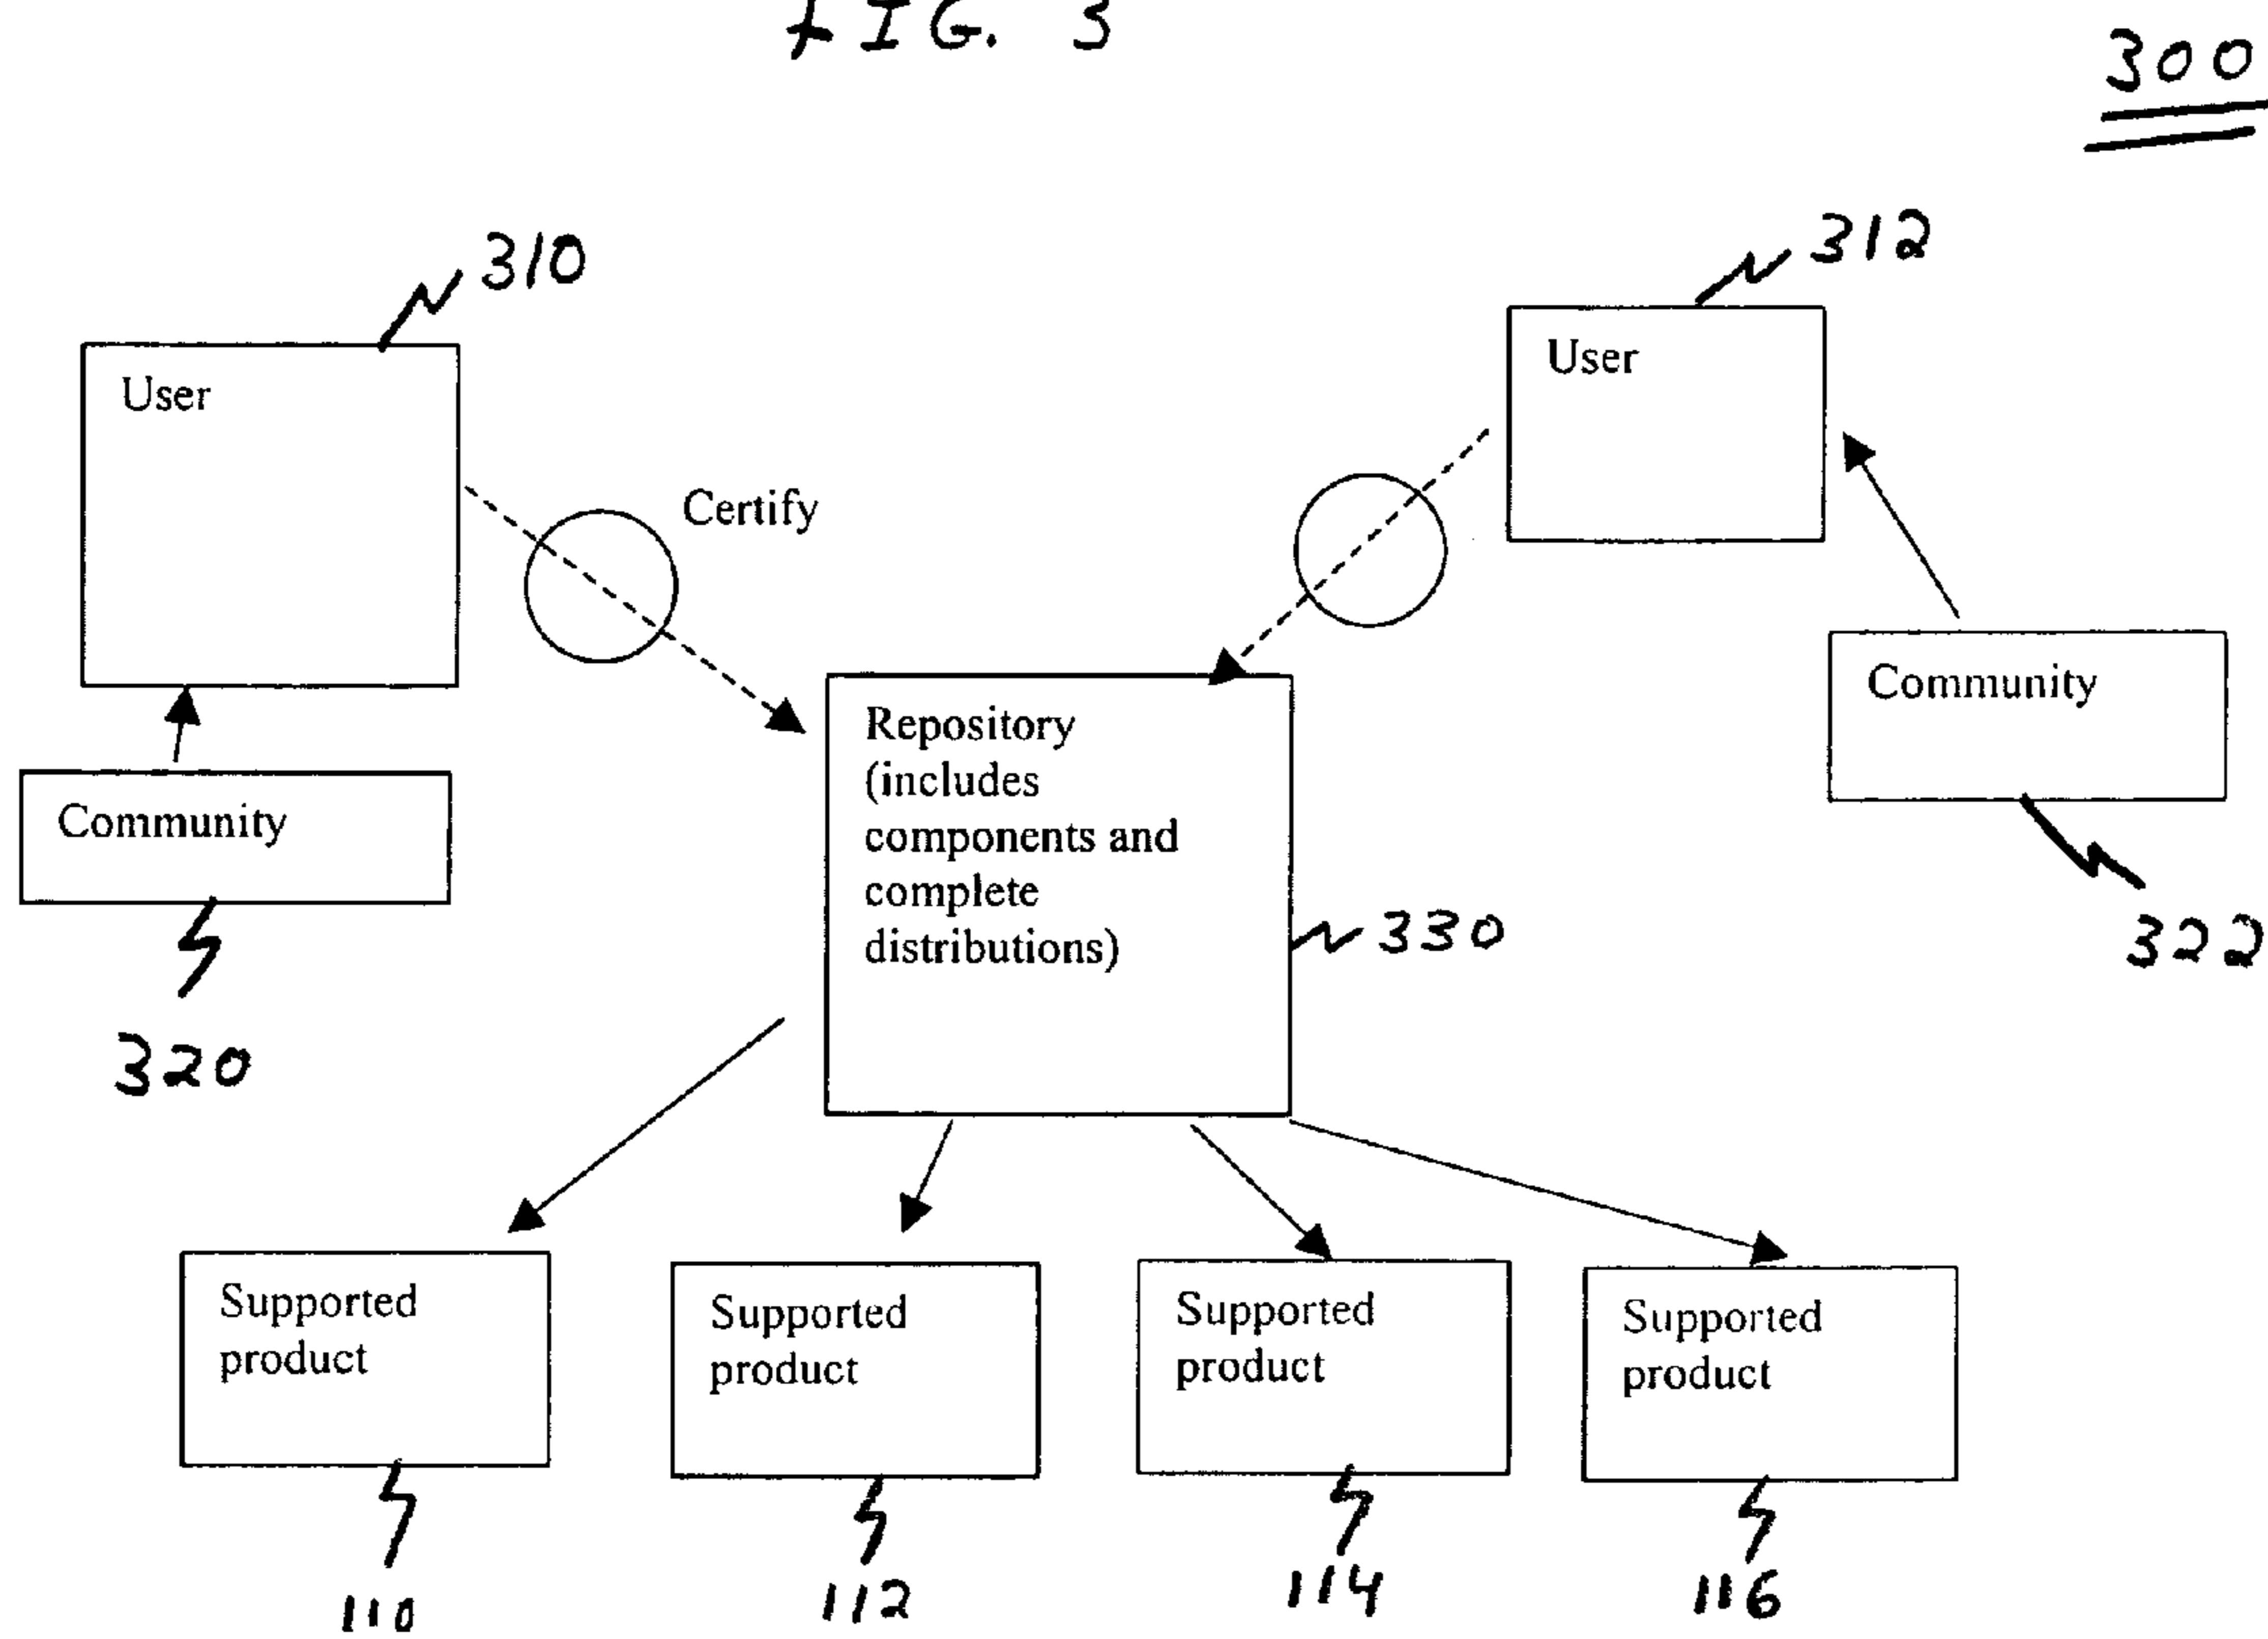 FIG. 3
300
310
312
User
User
Certify
Community
Repository
(includes
components and
complete
distributions)
Community
330
322
320
Supported
product
Supported
product
Supported
product
Supported
product
110
112
114
116